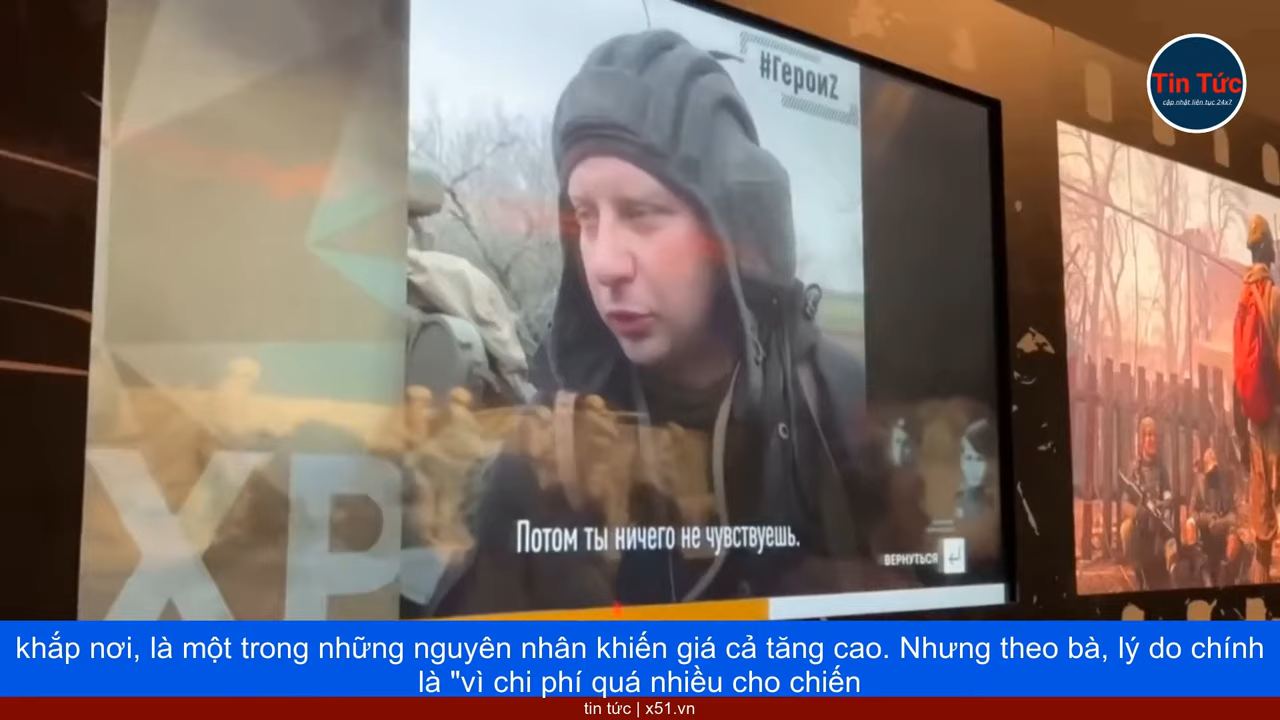 #ГероиZ
Tin Tức
cập nhật liên tục 24x7
ХР
Потом ты ничего не чувствуешь.
ВЕРНУТЬСЯ
khắp nơi, là một trong những nguyên nhân khiến giá cả tăng cao. Nhưng theo bà, lý do chính
là "vì chi phí quá nhiều cho chiến
tin tức | x51.vn